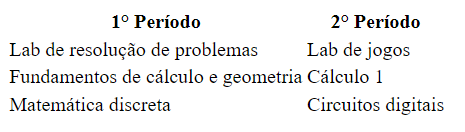 1° Período 2° Período
Lab de resolução de problemas Lab de jogos
Fundamentos de cálculo e geometria Cálculo 1
Matemática discreta Circuitos digitais